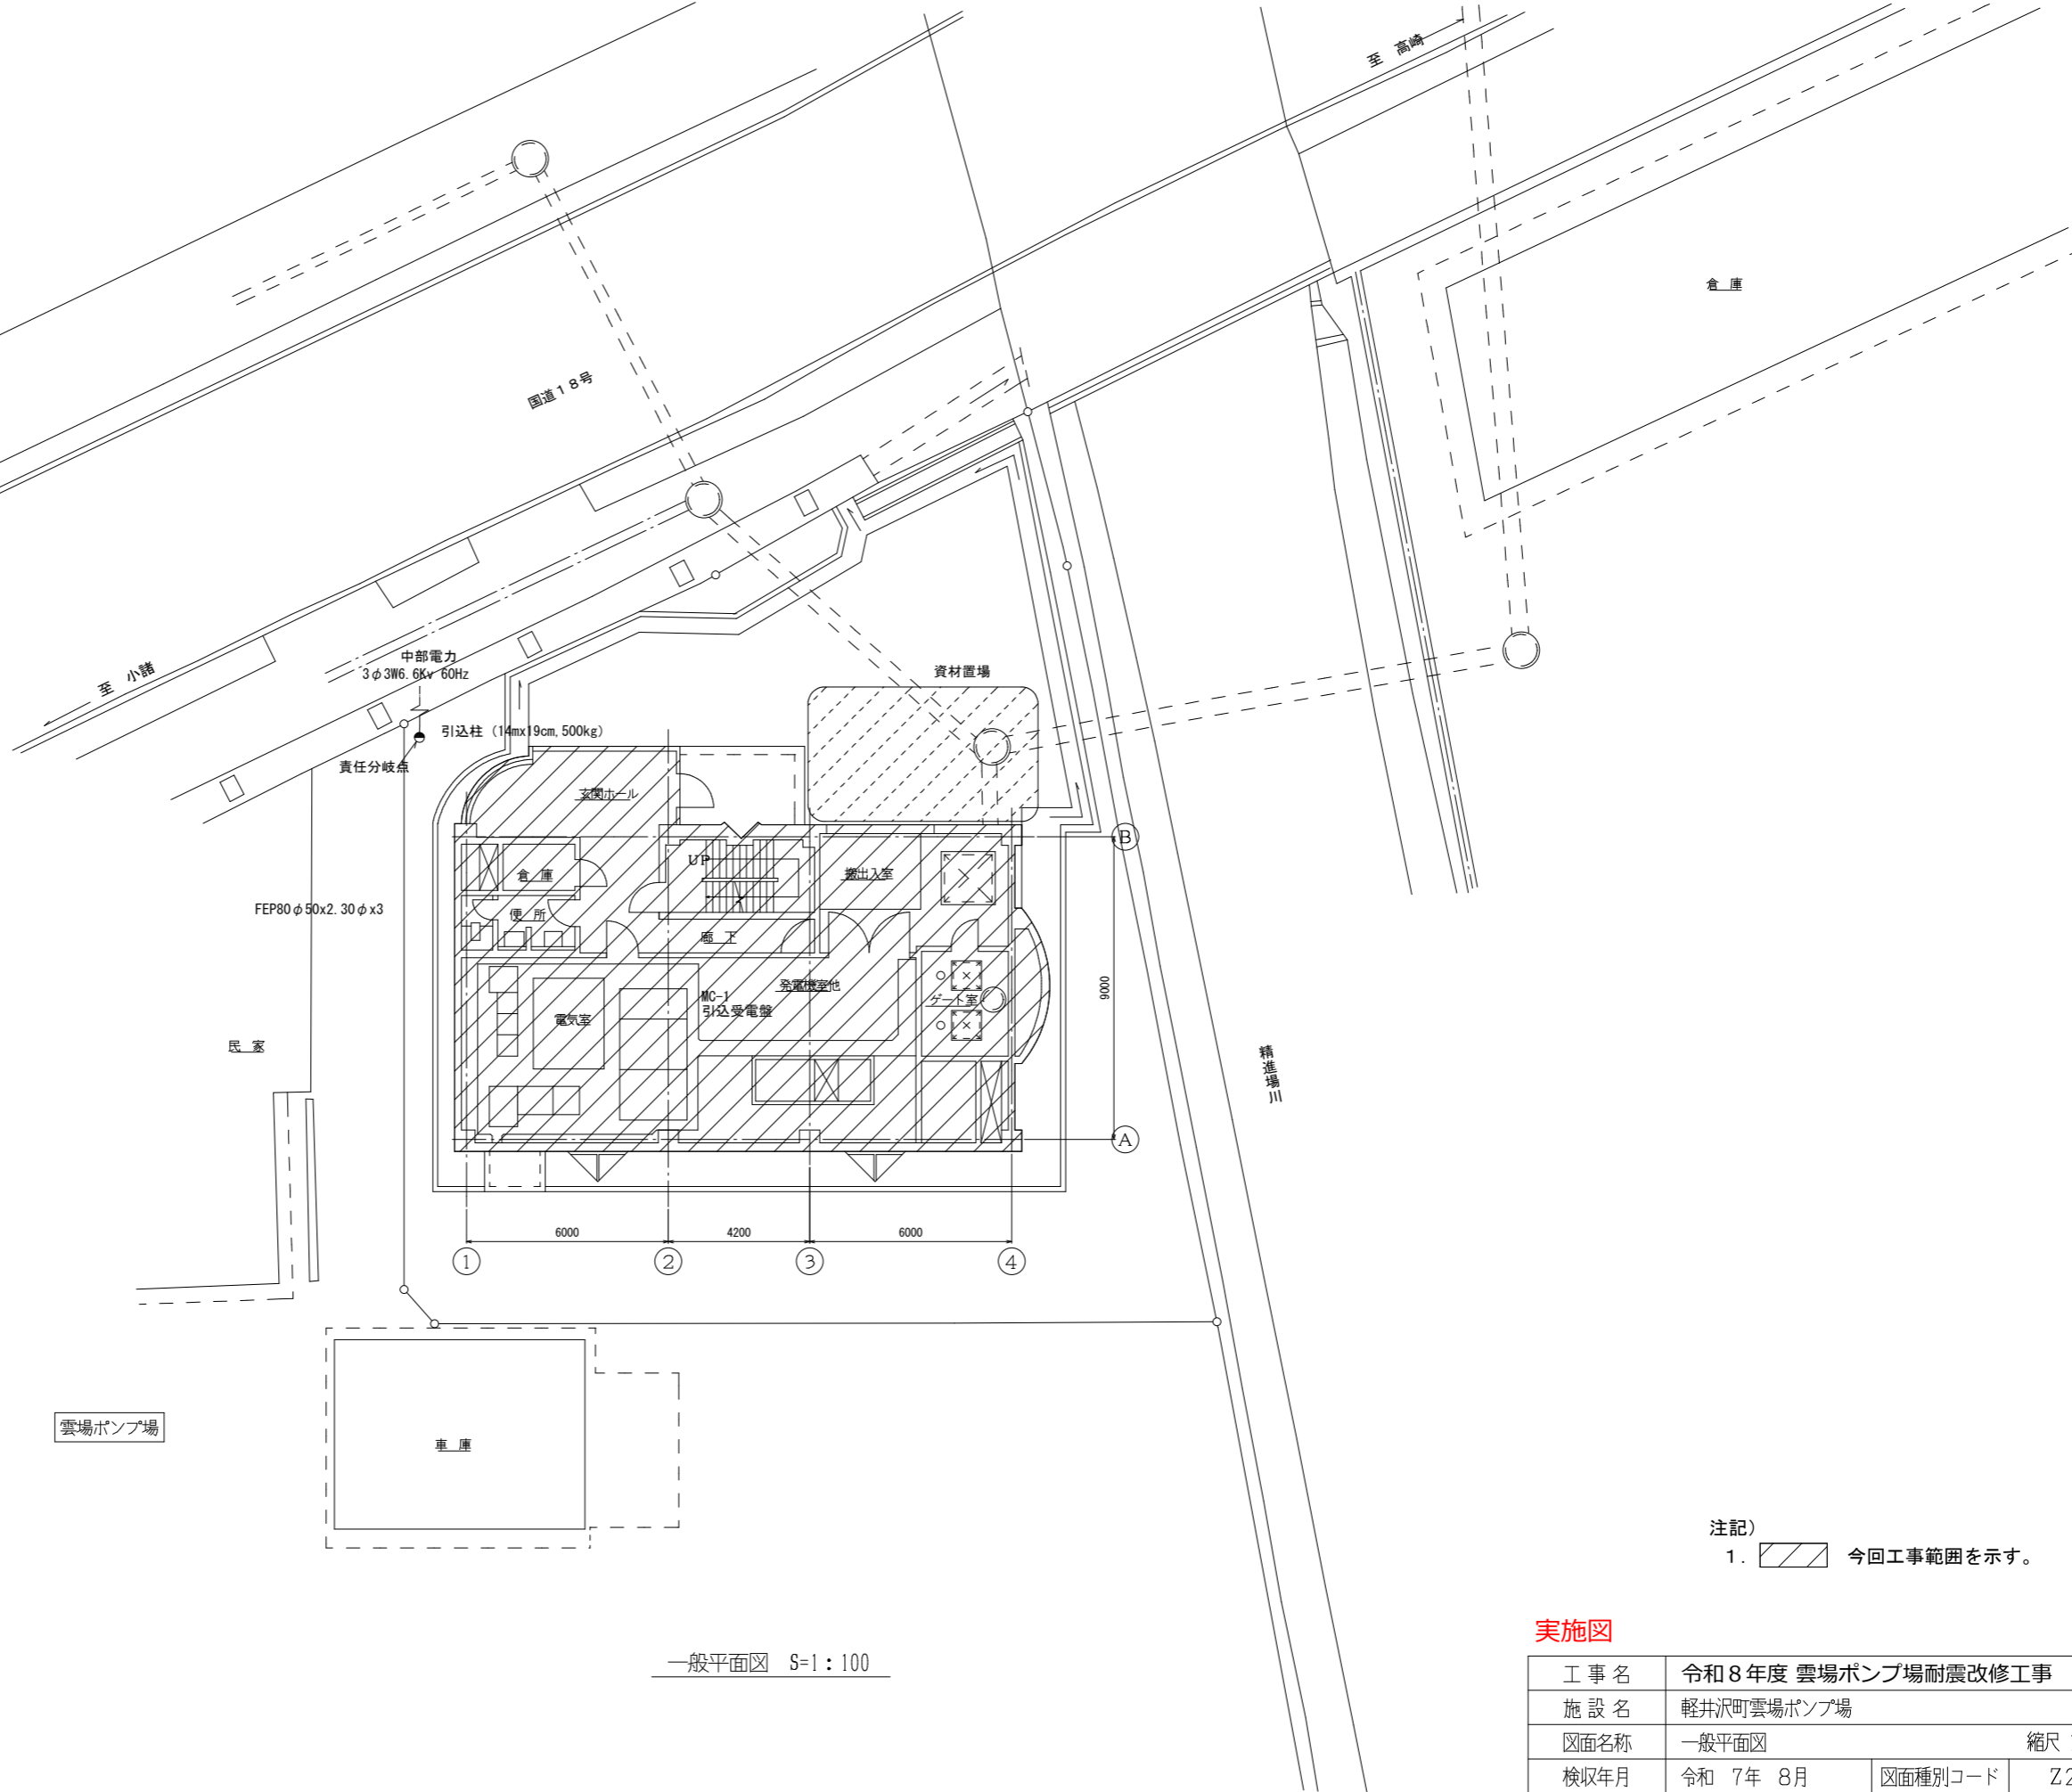 至 高崎
倉 庫
国道18号
至 小諸
中部電力
3φ3W6.6Kv 60Hz
引込柱 (14mx19cm,500kg)
責任分岐点
資材置場
玄関ホール
B
UP
倉 庫
搬出入室
FEP80φ50x2.30φx3
便 所
廊 下
発電機室他
MC-1
引込受電盤
ゲート室
電気室
9000
民 家
精進場川
A
6000
4200
6000
1
2
3
4
雲場ポンプ場
車 庫
注記)
1. 今回工事範囲を示す。
一般平面図 S=1:100
実施図
工 事 名 令和8年度 雲場ポンプ場耐震改修工事
施 設 名 軽井沢町雲場ポンプ場
図面名称 一般平面図 縮尺
検収年月 令和 7年 8月 図面種別コード